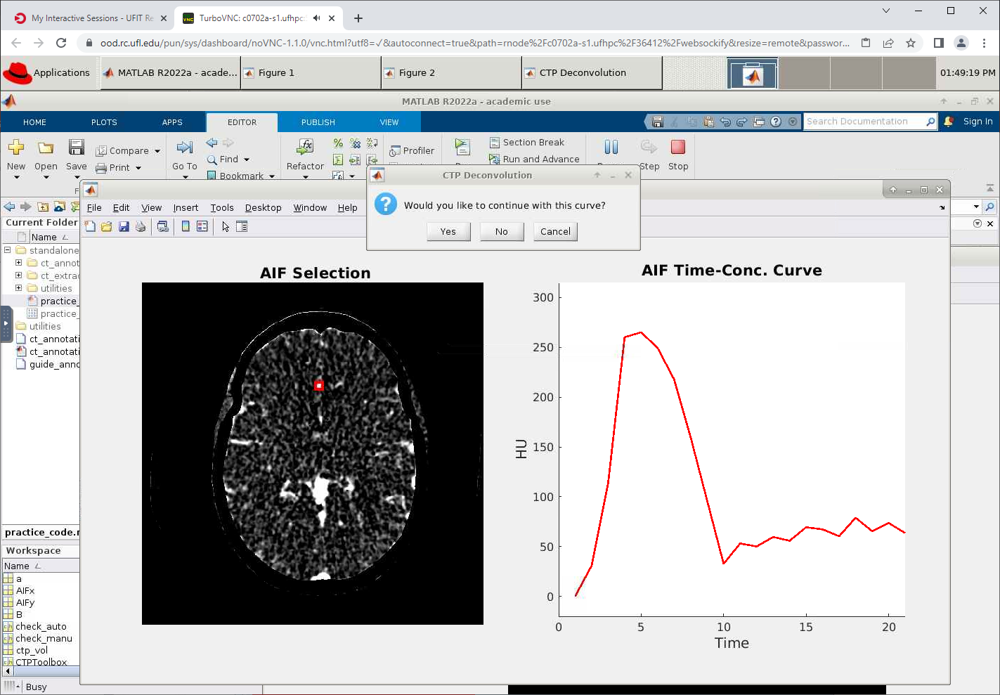 My Interactive Sessions - UFIT Re
TurboVNC: c0702a-s1.ufhpc:
ood.rc.ufl.edu/pun/sys/dashboard/noVNC-1.1.0/vnc.html?utf8=✓&autoconnect=true&path=rnode%2Fc0702a-s1.ufhpc%2F36412%2Fwebsockify&resize=remote&passwor...
Applications
MATLAB R2022a - acade...
Figure 1
Figure 2
CTP Deconvolution
01:49:19 PM
MATLAB R2022a - academic use
HOME
PLOTS
APPS
EDITOR
PUBLISH
VIEW
Search Documentation
Sign In
New
Open
Save
Compare
Print
Go To
Find
Bookmark
Refactor
Profiler
Section Break
Run and Advance
Step
Stop
CTP Deconvolution
Would you like to continue with this curve?
Yes
No
Cancel
File
Edit
View
Insert
Tools
Desktop
Window
Help
Current Folder
Name
standalone
ct_annot
ct_extrac
utilities
practice_
practice_
utilities
ct_annotati
ct_annotati
guide_anno
practice_code.r
Workspace
Name
a
AIFx
AIFy
B
check_auto
check_manu
ctp_vol
CTPToolbox
Busy
AIF Selection
AIF Time-Conc. Curve
300
250
200
150
100
50
0
HU
0
5
10
15
20
Time